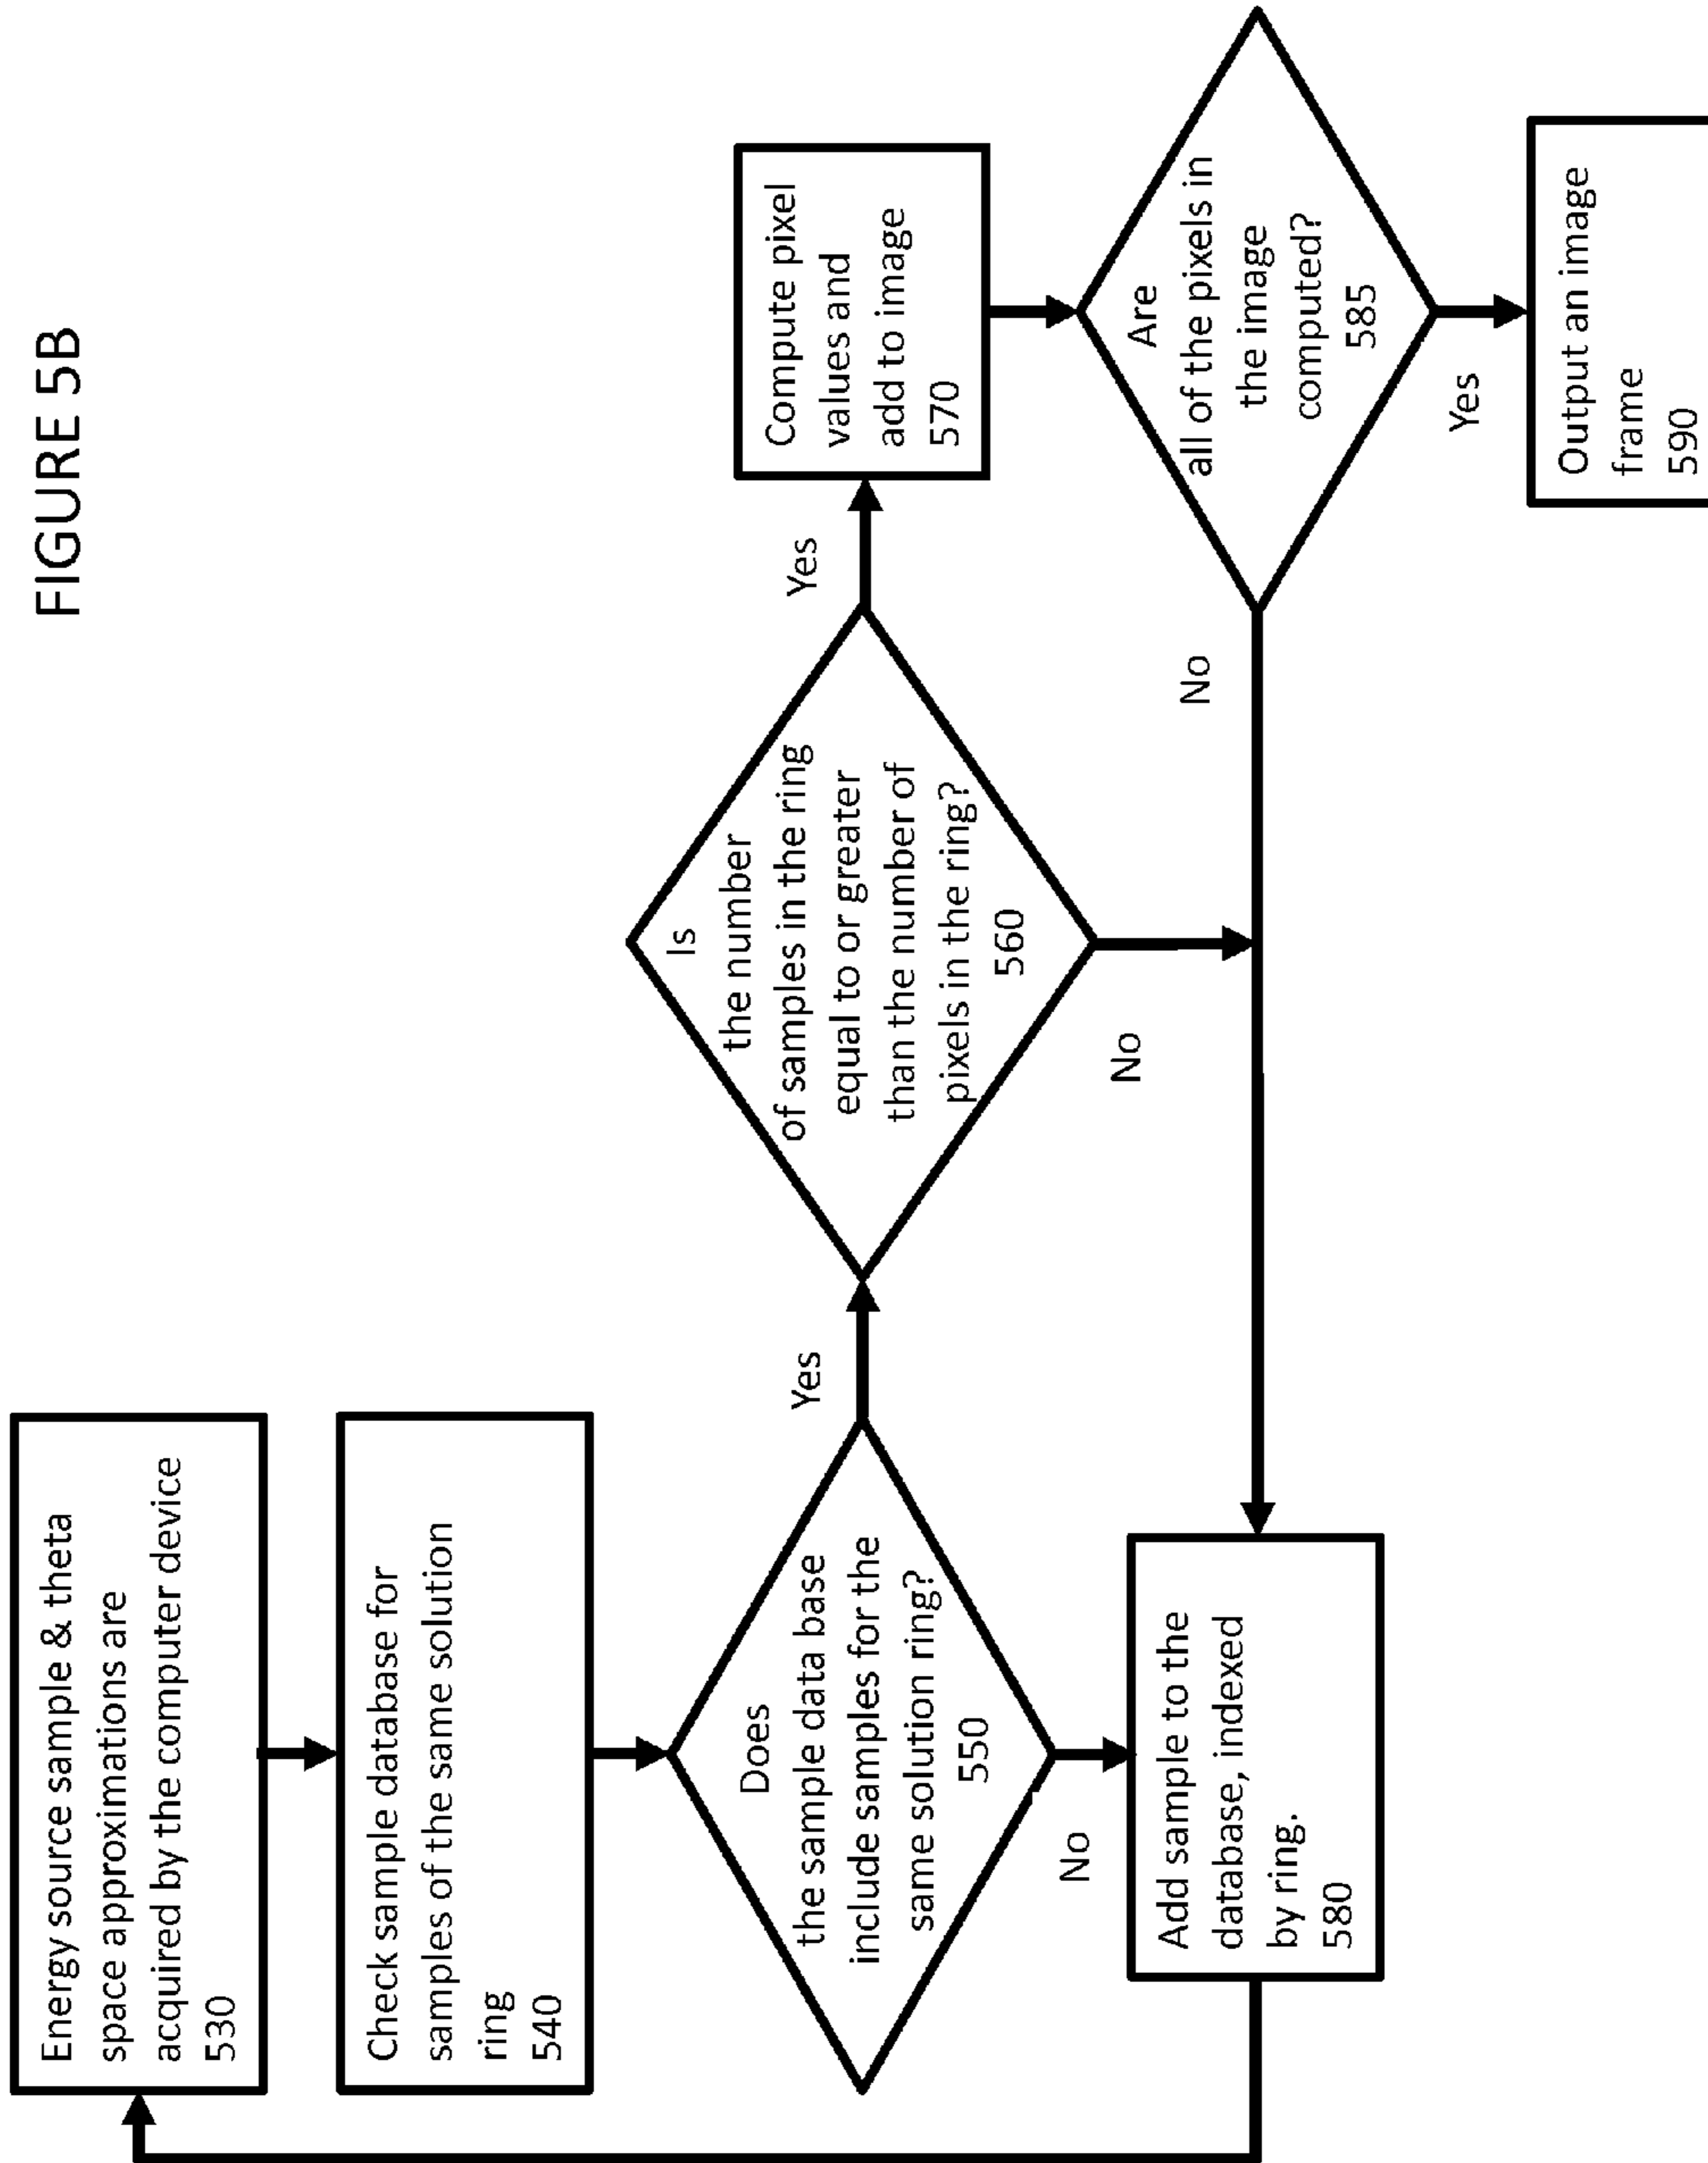 FIGURE 5B
Energy source sample & theta
space approximations are
acquired by the computer device
530
Check sample database for
samples of the same solution
ring
540
Does
the sample data base
include samples for the
same solution ring?
550
Yes
No
Is
the number
of samples in the ring
equal to or greater
than the number of
pixels in the ring?
560
Yes
No
Compute pixel
values and
add to image
570
Add sample to the
database, indexed
by ring.
580
Are
all of the pixels in
the image
computed?
585
No
Yes
Output an image
frame
590